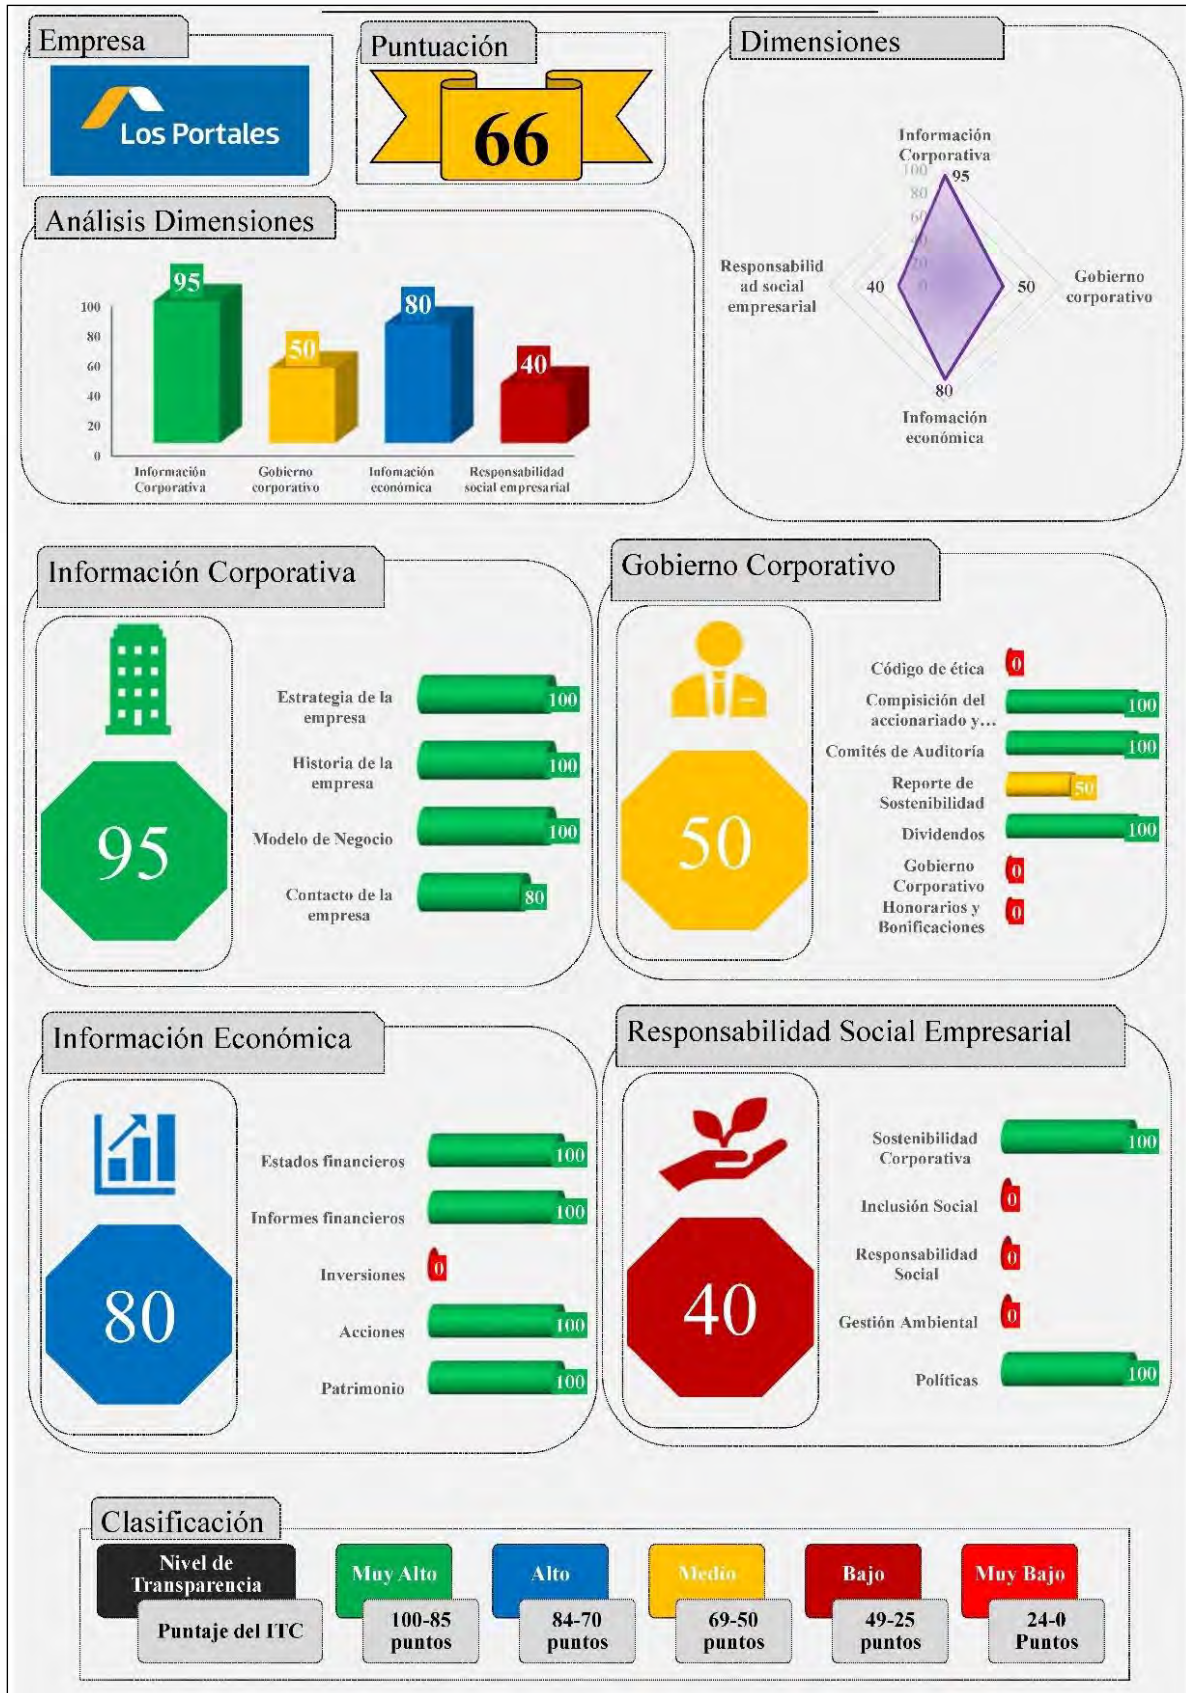 Empresa
Los Portales
Puntuación
66
Dimensiones
Información
Corporativa
100
95
80
60
40
20
0
Responsabilid
ad social
empresarial
40
50
Gobierno
corporativo
80
Infomación
económica
Análisis Dimensiones
100
80
60
40
20
0
95
50
80
40
Información
Corporativa
Gobierno
corporativo
Infomación
económica
Responsabilidad
social empresarial
Información Corporativa
95
Estrategia de la
empresa
100
Historia de la
empresa
100
Modelo de Negocio
100
Contacto de la
empresa
80
Gobierno Corporativo
50
Código de ética
0
Compisición del
accionariado y...
100
Comités de Auditoría
100
Reporte de
Sostenibilidad
50
Dividendos
100
Gobierno
Corporativo
0
Honorarios y
Bonificaciones
0
Información Económica
80
Estados financieros
100
Informes financieros
100
Inversiones
0
Acciones
100
Patrimonio
100
Responsabilidad Social Empresarial
40
Sostenibilidad
Corporativa
100
Inclusión Social
0
Responsabilidad
Social
0
Gestión Ambiental
0
Políticas
100
Clasificación
Nivel de
Transparencia
Puntaje del ITC
Muy Alto
100-85
puntos
Alto
84-70
puntos
Medio
69-50
puntos
Bajo
49-25
puntos
Muy Bajo
24-0
Puntos